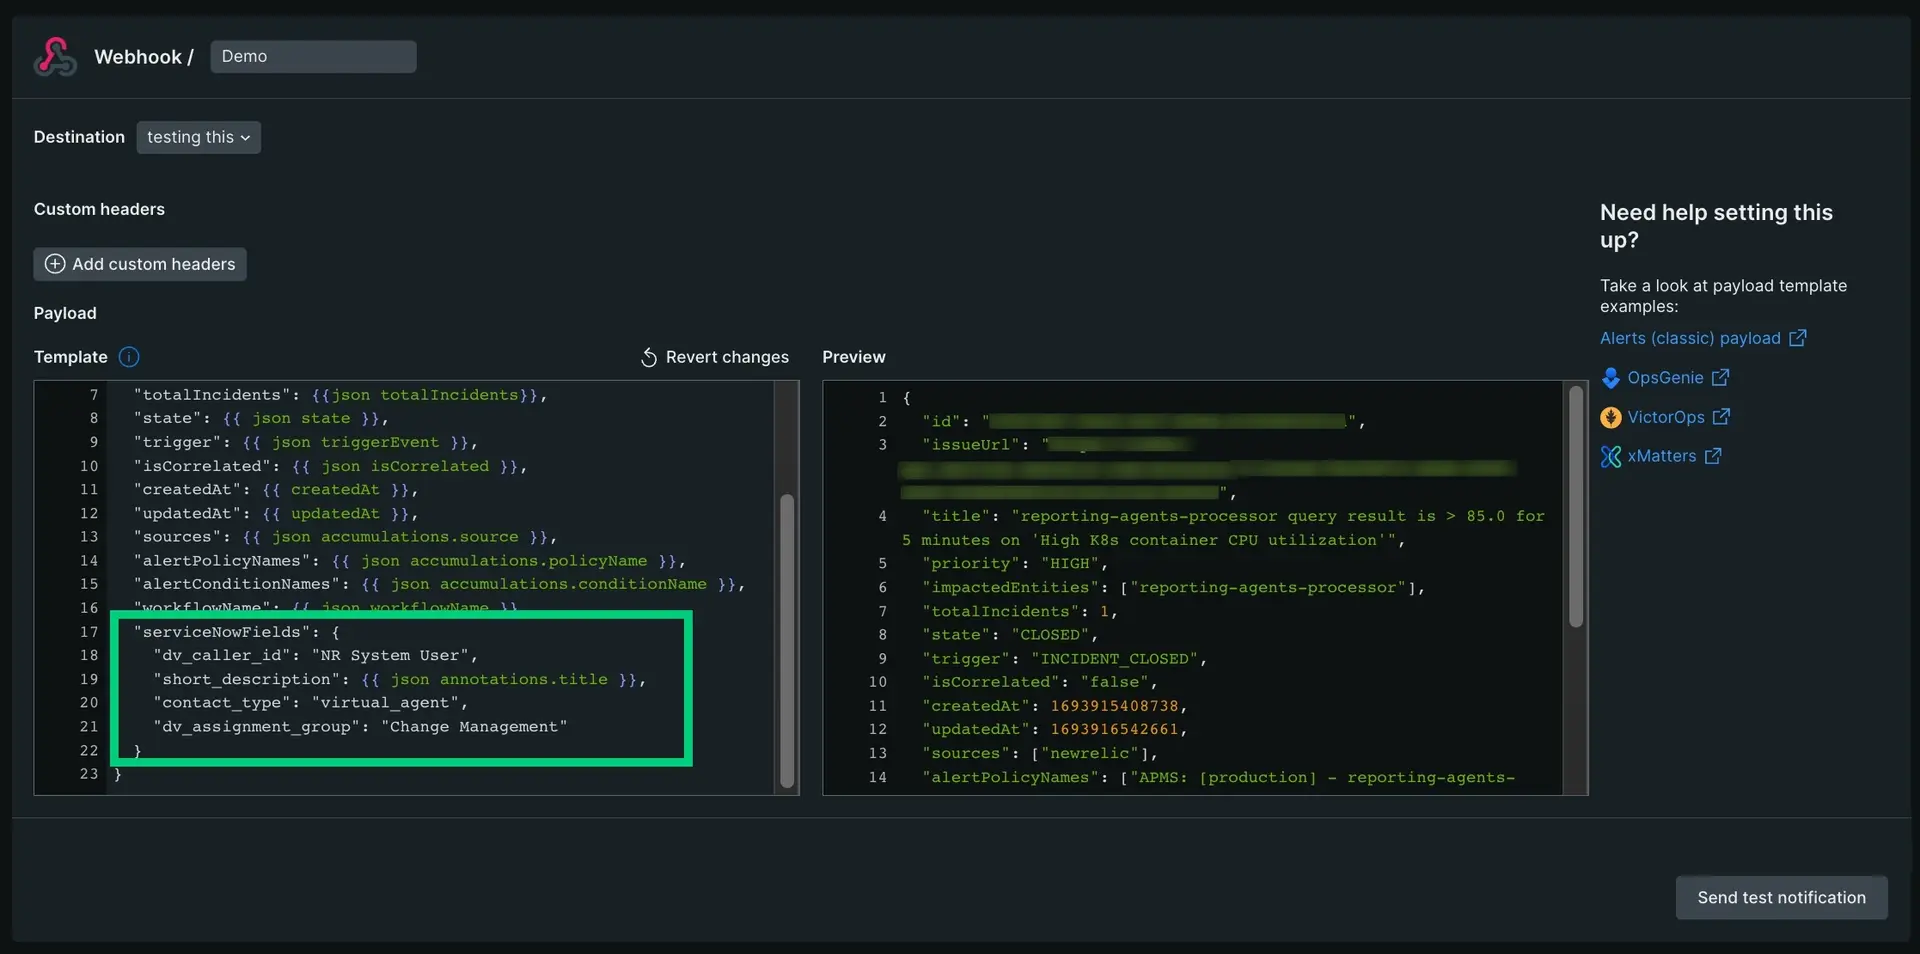 Webhook / Demo
Destination testing this
Custom headers
Add custom headers
Payload
Template
Revert changes
7 "totalIncidents": {{json totalIncidents}},
8 "state": {{ json state }},
9 "trigger": {{ json triggerEvent }},
10 "isCorrelated": {{ json isCorrelated }},
11 "createdAt": {{ createdAt }},
12 "updatedAt": {{ updatedAt }},
13 "sources": {{ json accumulations.source }},
14 "alertPolicyNames": {{ json accumulations.policyName }},
15 "alertConditionNames": {{ json accumulations.conditionName }},
16 "workflowName": {{ json workflowName }}
17 "serviceNowFields": {
18 "dv_caller_id": "NR System User",
19 "short_description": {{ json annotations.title }},
20 "contact_type": "virtual_agent",
21 "dv_assignment_group": "Change Management"
22 }
23 }
Preview
1 {
2 "id": "",
3 "issueUrl": "
",
4 "title": "reporting-agents-processor query result is > 85.0 for
5 minutes on 'High K8s container CPU utilization'",
5 "priority": "HIGH",
6 "impactedEntities": ["reporting-agents-processor"],
7 "totalIncidents": 1,
8 "state": "CLOSED",
9 "trigger": "INCIDENT_CLOSED",
10 "isCorrelated": "false",
11 "createdAt": 1693915408738,
12 "updatedAt": 1693916542661,
13 "sources": ["newrelic"],
14 "alertPolicyNames": ["APMS: [production] - reporting-agents-
Need help setting this
up?
Take a look at payload template
examples:
Alerts (classic) payload
OpsGenie
VictorOps
xMatters
Send test notification